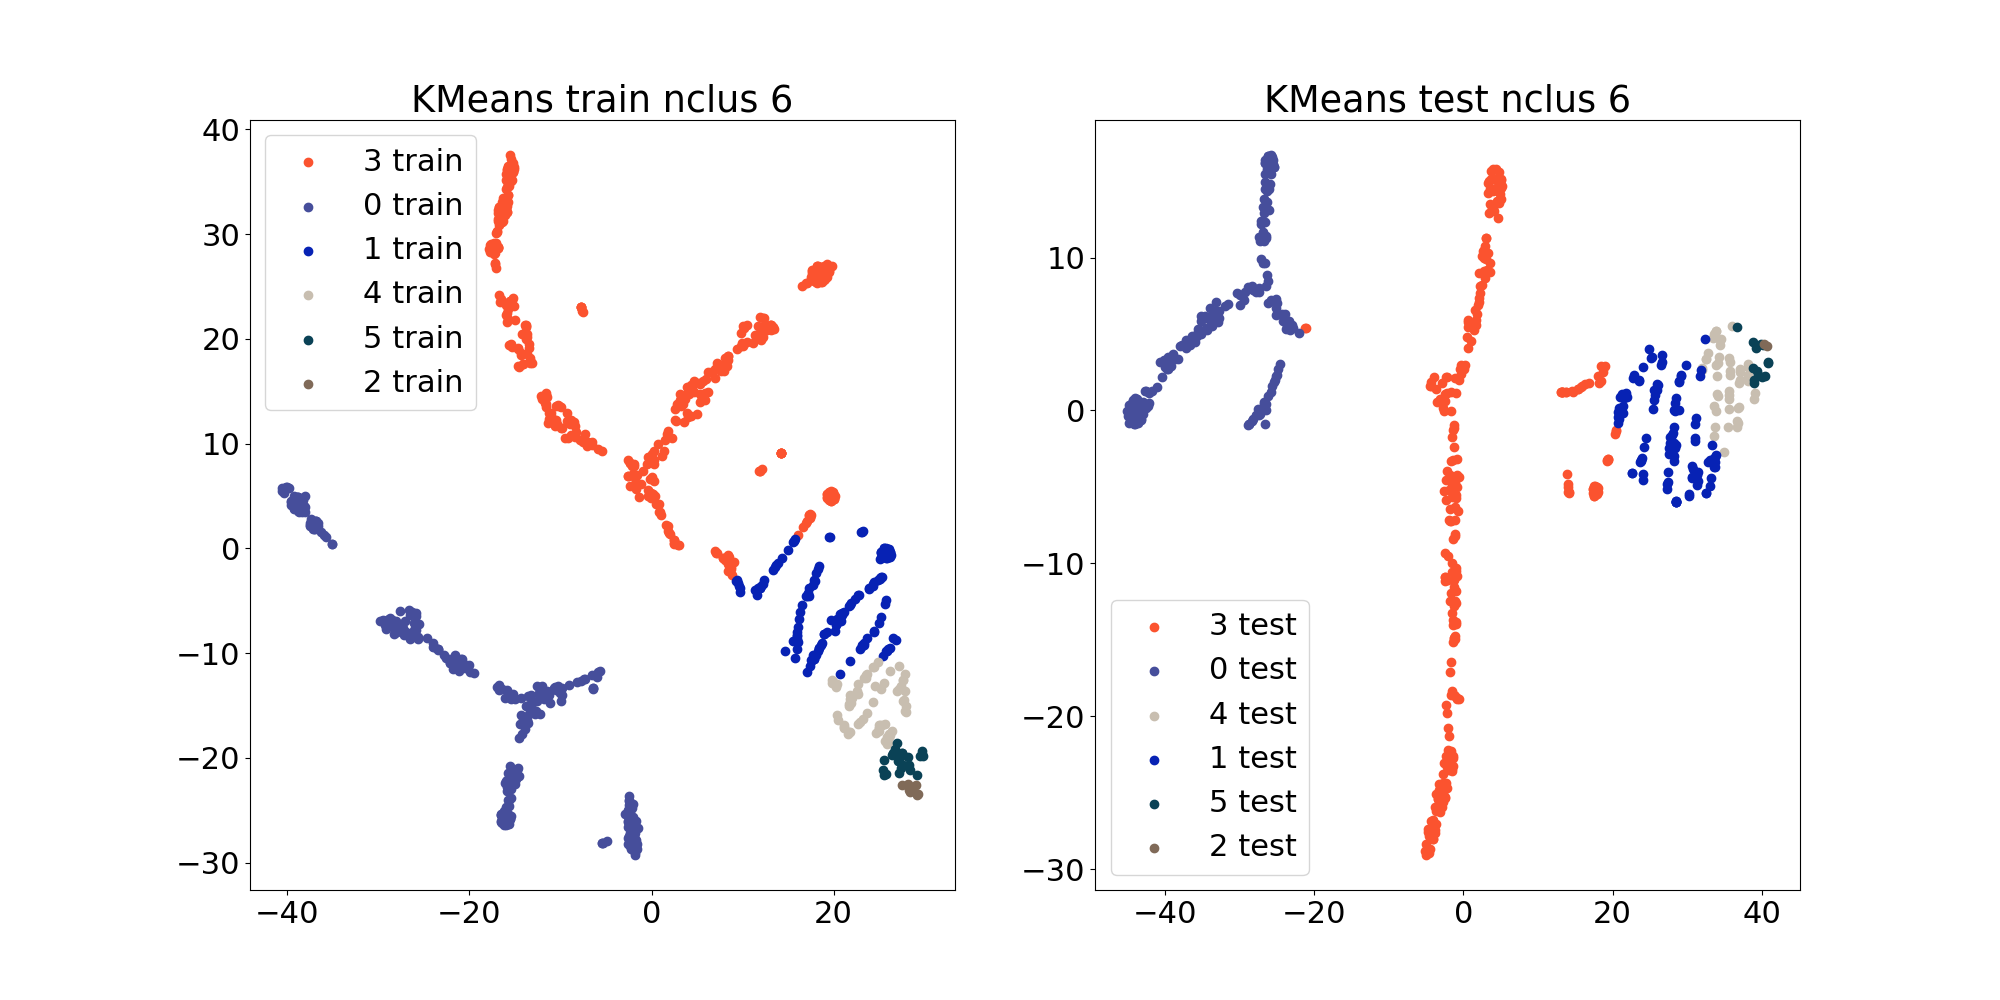 KMeans train nclus 6
40
30
20
10
0
−10
−20
−30
−40
−20
0
20
3 train
0 train
1 train
4 train
5 train
2 train
KMeans test nclus 6
10
0
−10
−20
−30
−40
−20
0
20
40
3 test
0 test
4 test
1 test
5 test
2 test